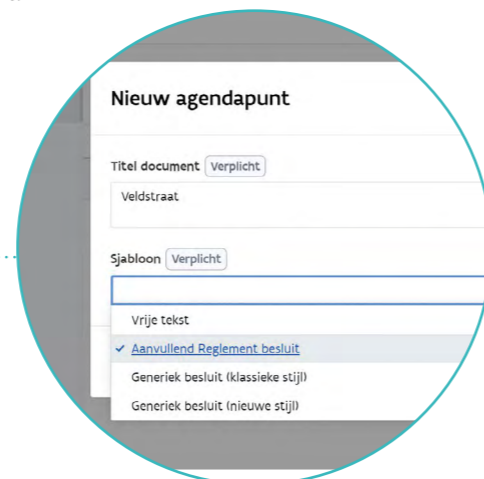 Nieuw agendapunt
Titel document Verplicht
Veldstraat
Sjabloon Verplicht
Vrije tekst
✓ Aanvullend Reglement besluit
Generiek besluit (klassieke stijl)
Generiek besluit (nieuwe stijl)